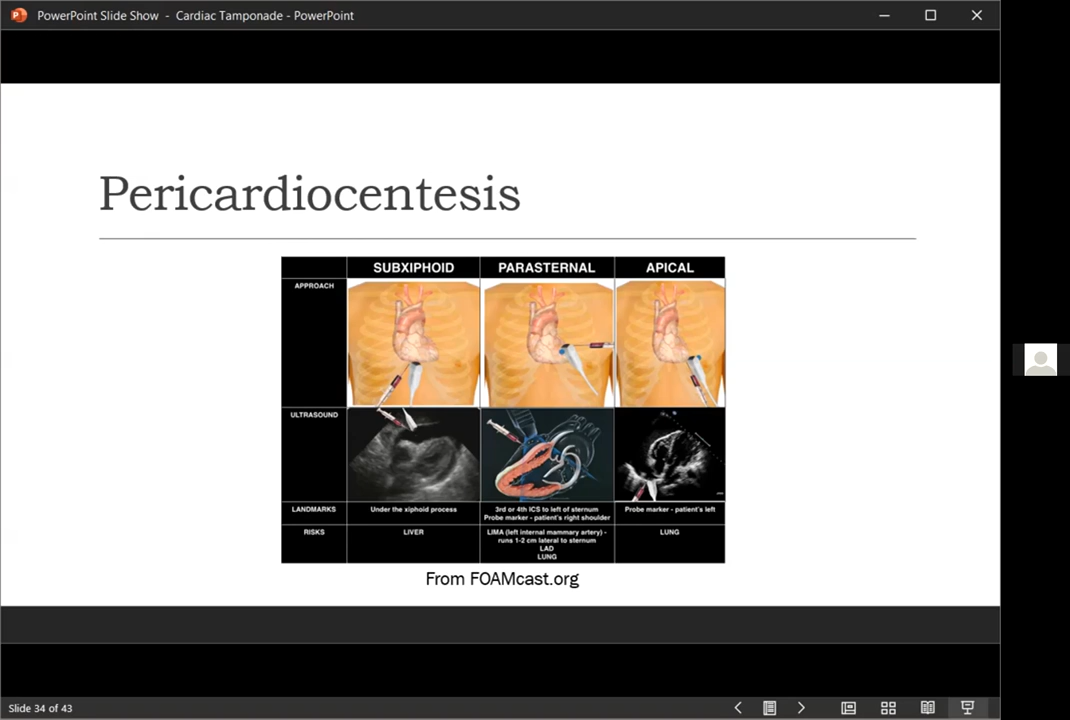 PowerPoint Slide Show - Cardiac Tamponade - PowerPoint
Pericardiocentesis
SUBXIPHOID PARASTERNAL APICAL
APPROACH
ULTRASOUND
LANDMARKS
Under the xiphoid process
3rd or 4th ICS to left of sternum
Probe marker - patient's right shoulder
Probe marker - patient's left
RISKS
LIVER
LIMA (left internal mammary artery) -
runs 1-2 cm lateral to sternum
LAD
LUNG
LUNG
From FOAMcast.org
Slide 34 of 43